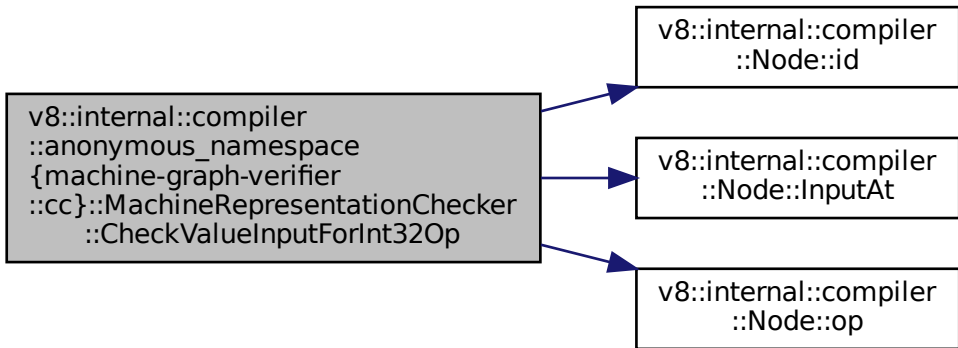 v8::internal::compiler
::anonymous_namespace
{machine-graph-verifier
::cc}::MachineRepresentationChecker
::CheckValueInputForInt32Op
v8::internal::compiler
::Node::id
v8::internal::compiler
::Node::InputAt
v8::internal::compiler
::Node::op